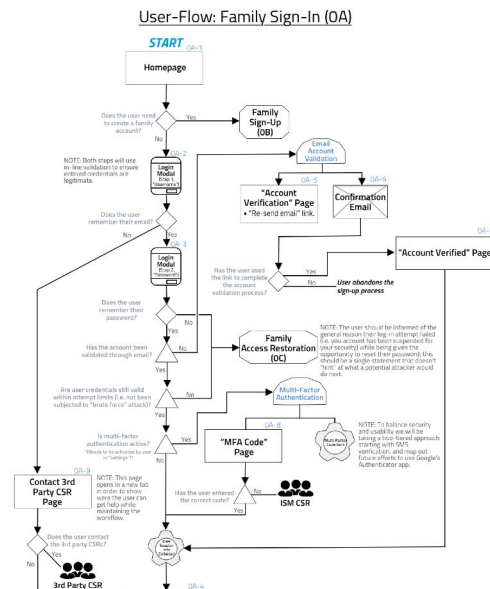 User-Flow: Family Sign-In (0A)
START
0A-1
Homepage
Does the user need
to create a family
account?
Yes
No
Family
Sign-Up
(0B)
NOTE: Both steps will use
in-line validation to ensure
entered credentials are
legitimate.
0A-2
Login
Modal
(Step 1,
"Username")
Email
Account
Validation
0A-5
"Account
Verification" Page
• "Re-send email" link.
0A-6
Confirmation
Email
Does the user
remember their email?
No
Yes
0A-3
Login
Modal
(Step 2,
"Password")
"Account Verified" Page
Has the user used
the link to complete
the account
validation process?
Yes
No
User abandons the
sign-up process
Does the user
remember their
password?
No
Yes
Has the account been
validated through email?
No
Yes
Family
Access Restoration
(0C)
NOTE: The user should be informed of the
general reason their log-in attempt failed
(i.e. you account has been suspended for
your security) while being given the
opportunity to reset their password; this
should be a single statement that doesn't
"hint" at what a potential attacker would
do next.
Are user credentials still valid
within attempt limits (i.e. not been
subjected to "brute force" attack)?
No
Yes
Multi-Factor
Authentication
Is multi-factor
authentication active?
"(Needs to be activated by user
in "Settings")"
Yes
No
0A-8
"MFA Code"
Page
Multi-Factor
NOTE: To balance security
and usability we will be
taking a two-tiered approach
starting with SMS
verification, and map out
future efforts to use Google's
Authenticator app.
0A-9
Contact 3rd
Party CSR
Page
NOTE: This page
opens in a new tab
in order to show
were the user can
get help while
maintaining the
workflow.
Has the user entered
the correct code?
No
Yes
ISM CSR
Does the user contact
the 3rd party CSRs?
No
Yes
3rd Party CSR
0A-4